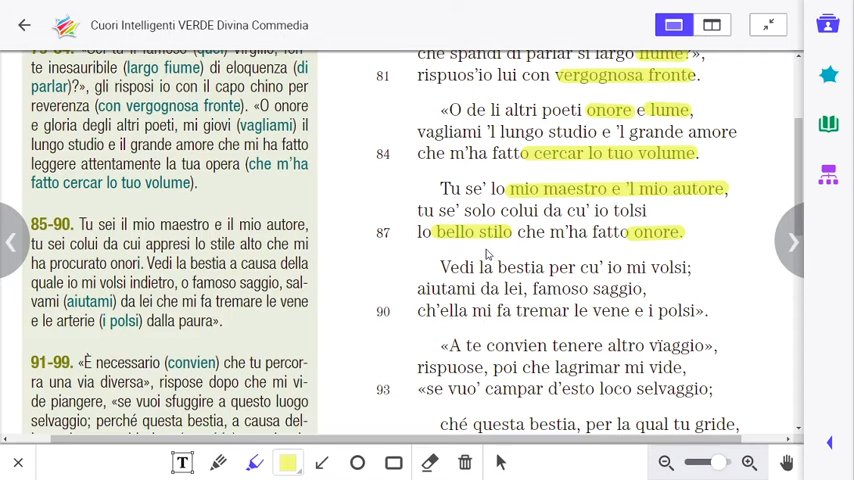 Cuori Intelligenti VERDE Divina Commedia
te inesauribile (largo fiume) di eloquenza (di
parlar)?», gli risposi io con il capo chino per
reverenza (con vergognosa fronte). «O onore
e gloria degli altri poeti, mi giovi (vagliami) il
lungo studio e il grande amore che mi ha fatto
leggere attentamente la tua opera (che m'ha
fatto cercar lo tuo volume).
85-90. Tu sei il mio maestro e il mio autore,
tu sei colui da cui appresi lo stile alto che mi
ha procurato onori. Vedi la bestia a causa della
quale io mi volsi indietro, o famoso saggio, sal-
vami (aiutami) da lei che mi fa tremare le vene
e le arterie (i polsi) dalla paura».
91-99. «È necessario (convien) che tu percor-
ra una via diversa», rispose dopo che mi vi-
de piangere, «se vuoi sfuggire a questo luogo
selvaggio; perché questa bestia, a causa del-
che spandi di parlar sì largo fiume?»,
81 rispuos'io lui con vergognosa fronte.
«O de li altri poeti onore e lume,
vagliami 'l lungo studio e 'l grande amore
84 che m'ha fatto cercar lo tuo volume.
Tu se' lo mio maestro e 'l mio autore,
tu se' solo colui da cu' io tolsi
87 lo bello stilo che m'ha fatto onore.
Vedi la bestia per cu' io mi volsi;
aiutami da lei, famoso saggio,
90 ch'ella mi fa tremar le vene e i polsi».
«A te convien tenere altro vïaggio»,
rispuose, poi che lagrimar mi vide,
93 «se vuo' campar d'esto loco selvaggio;
ché questa bestia, per la qual tu gride,
T